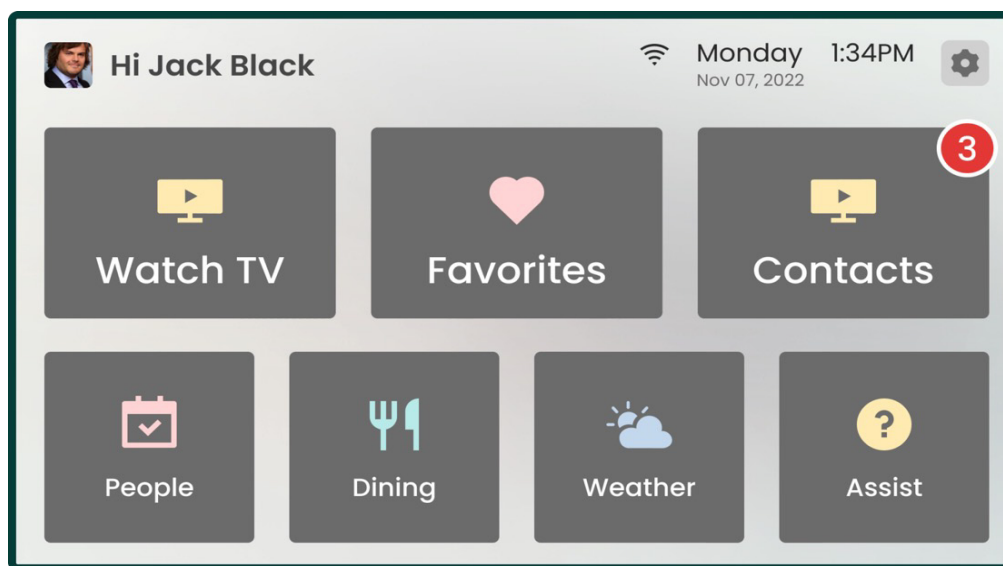 Hi Jack Black
Monday 1:34PM
Nov 07, 2022
3
Watch TV
Favorites
Contacts
People
Dining
Weather
?
Assist